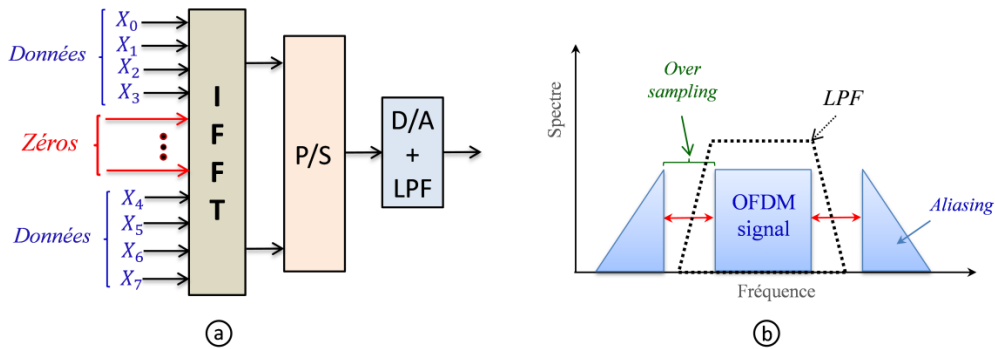 Données
X0
X1
X2
X3
Zéros
Données
X4
X5
X6
X7
I
F
F
T
P/S
D/A
+
LPF
a
Spectre
Over
sampling
LPF
OFDM
signal
Aliasing
Fréquence
b